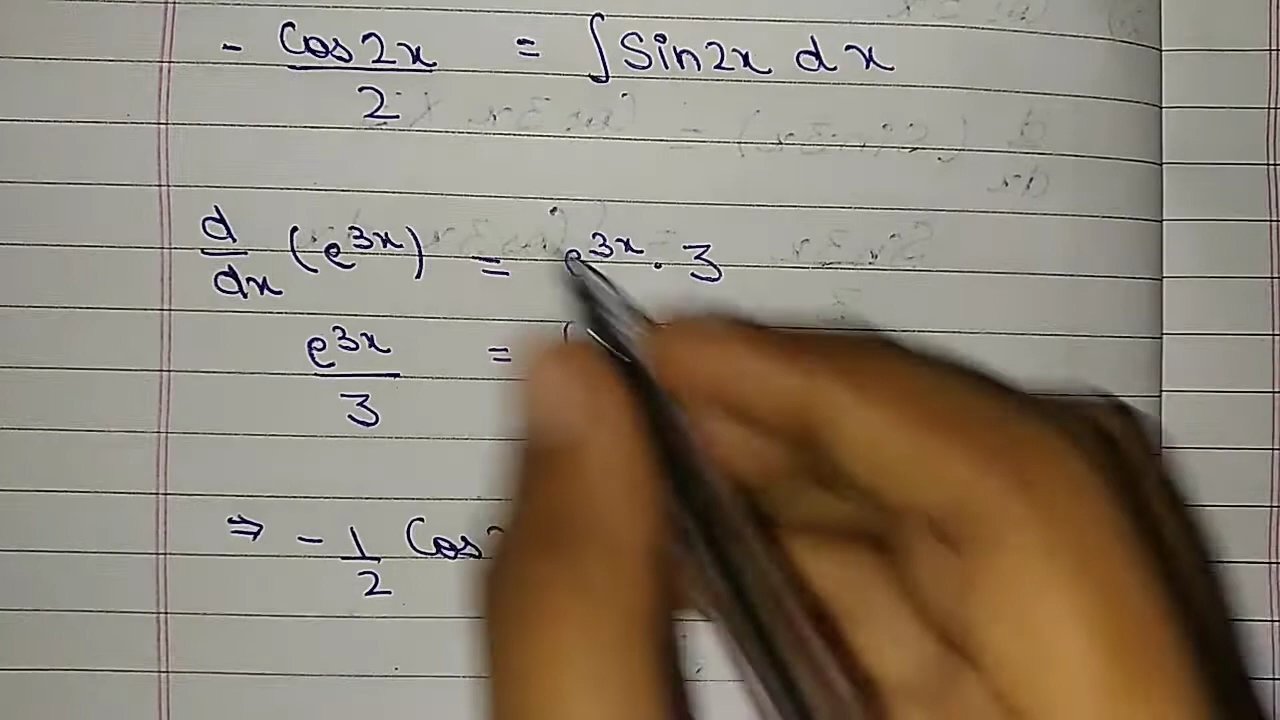 - cos2x/2 = ∫ Sin2x dx
d/dx (e^3x) = e^3x . 3
e^3x/3 =
⇒ - 1/2 Cos